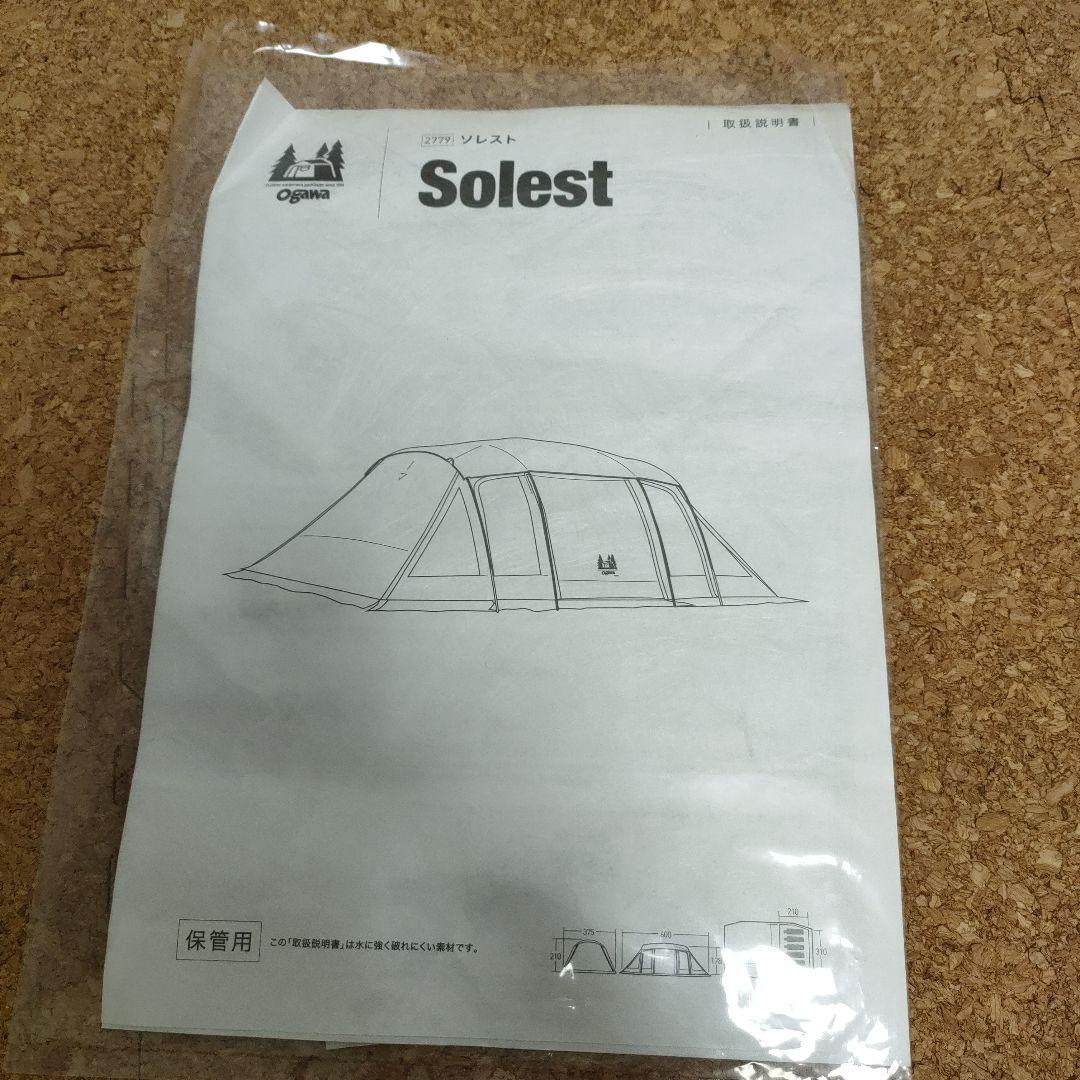 2779 ソレスト
Solest
取扱説明書
ogawa
ogawa
保管用
この「取扱説明書」は水に強く破れにくい素材です。
375
210
600
178
210
310